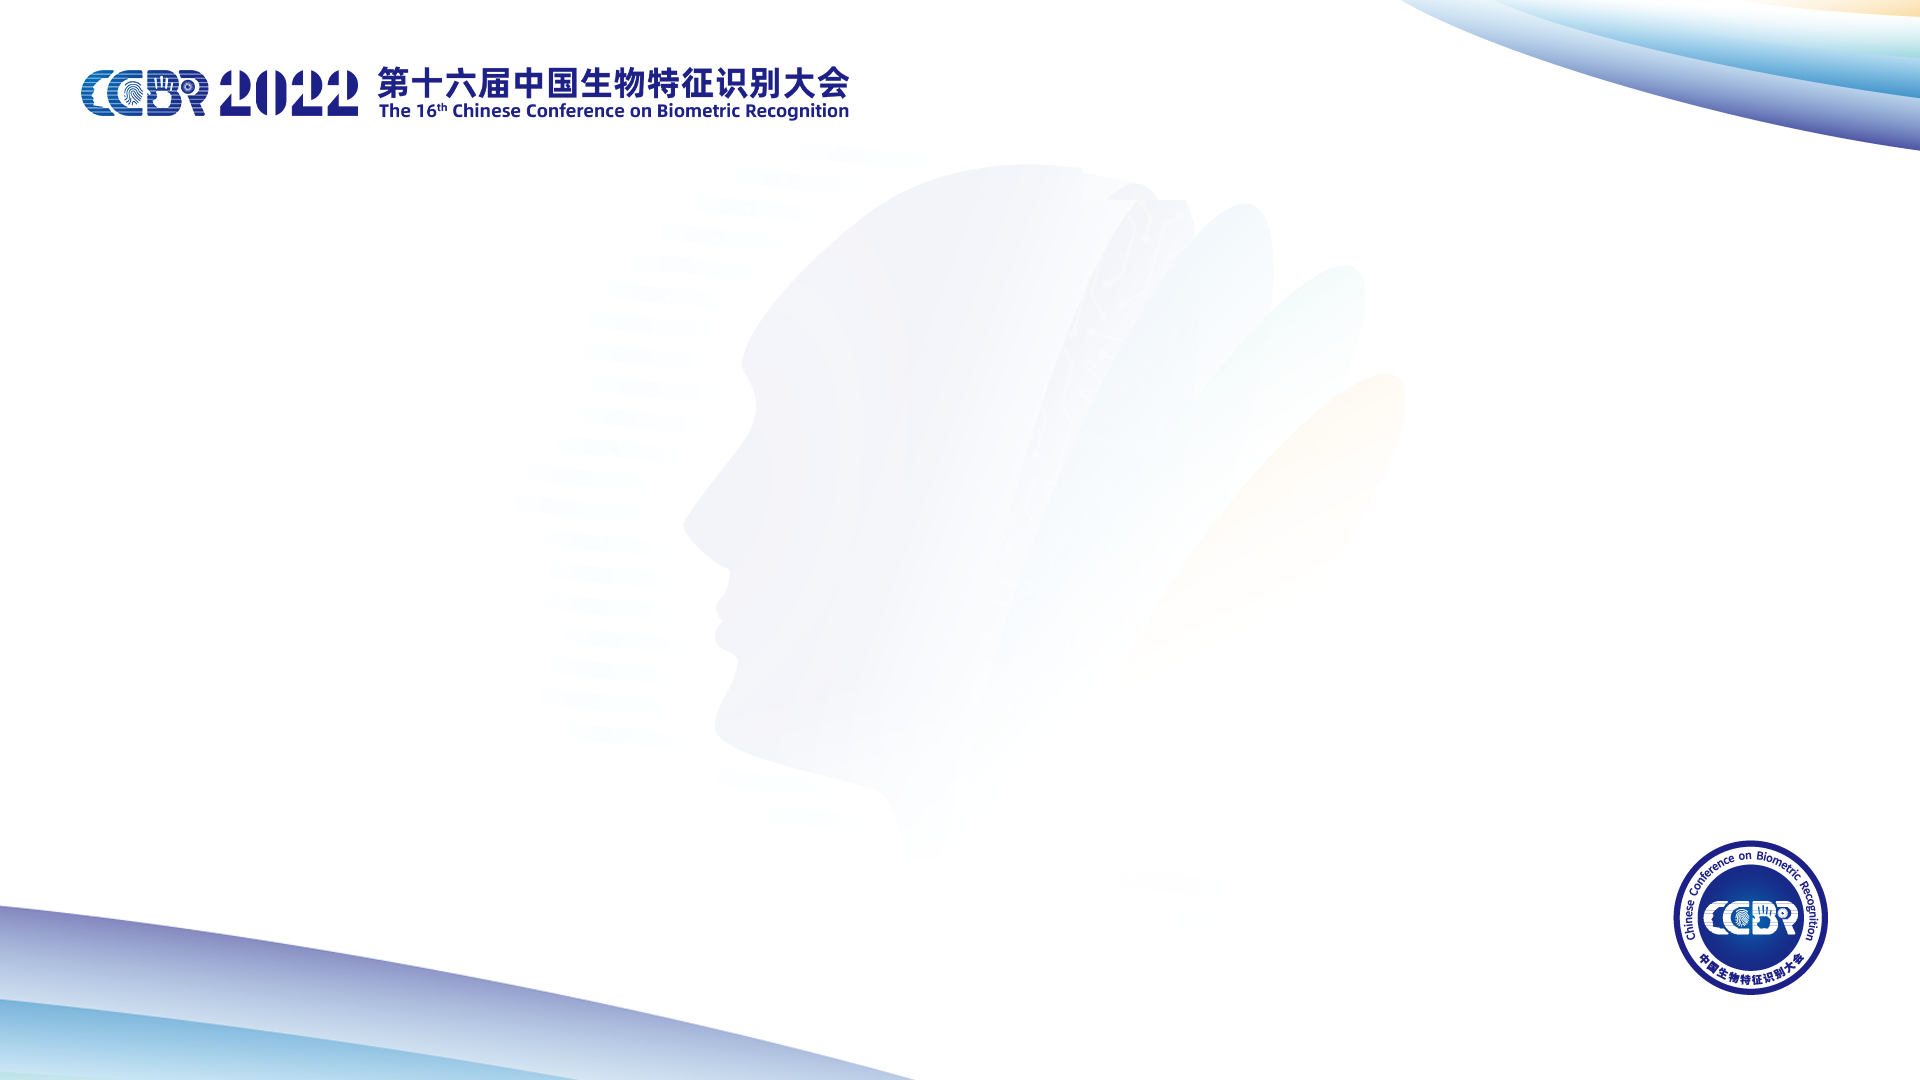 CCBR 2022
第十六届中国生物特征识别大会
The 16th Chinese Conference on Biometric Recognition
Chinese Conference on Biometric Recognition
CCBR
中国生物特征识别大会